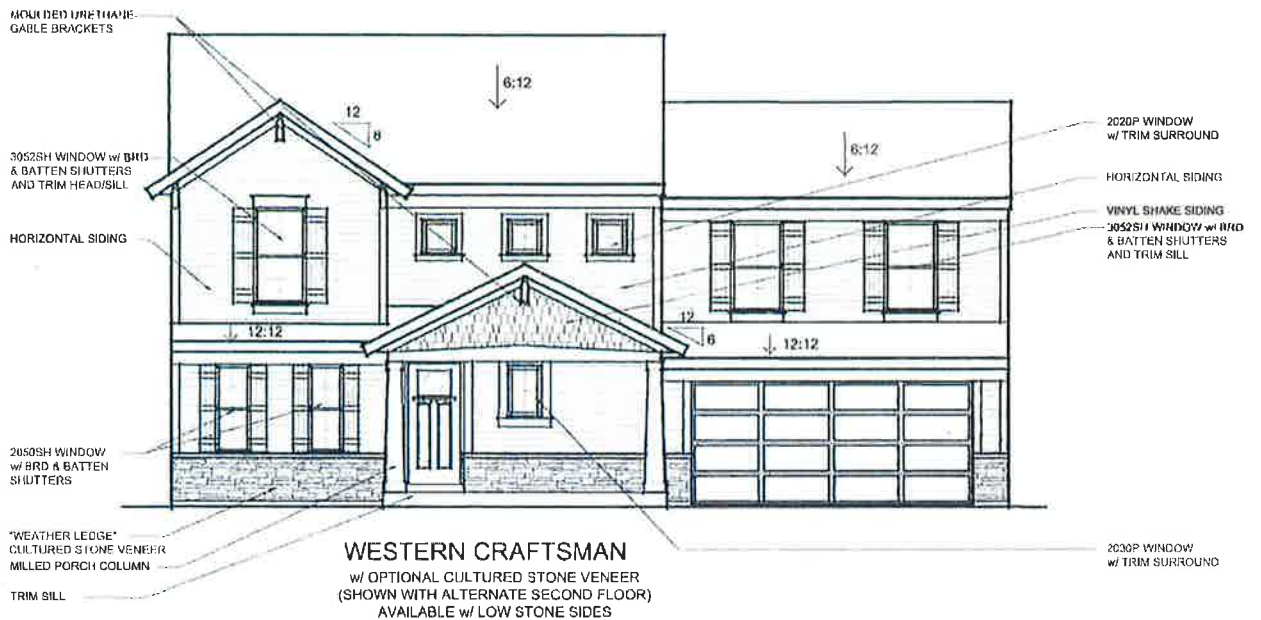 MOULDED URETHANE
GABLE BRACKETS
6:12
12
8
3052SH WINDOW w/ BRD
& BATTEN SHUTTERS
AND TRIM HEAD/SILL
6:12
2020P WINDOW
w/ TRIM SURROUND
HORIZONTAL SIDING
VINYL SHAKE SIDING
3052SH WINDOW w/ BRD
& BATTEN SHUTTERS
AND TRIM SILL
HORIZONTAL SIDING
12:12
12
6
12:12
2050SH WINDOW
w/ BRD & BATTEN
SHUTTERS
"WEATHER LEDGE"
CULTURED STONE VENEER
MILLED PORCH COLUMN
TRIM SILL
WESTERN CRAFTSMAN
w/ OPTIONAL CULTURED STONE VENEER
(SHOWN WITH ALTERNATE SECOND FLOOR)
AVAILABLE w/ LOW STONE SIDES
2030P WINDOW
w/ TRIM SURROUND